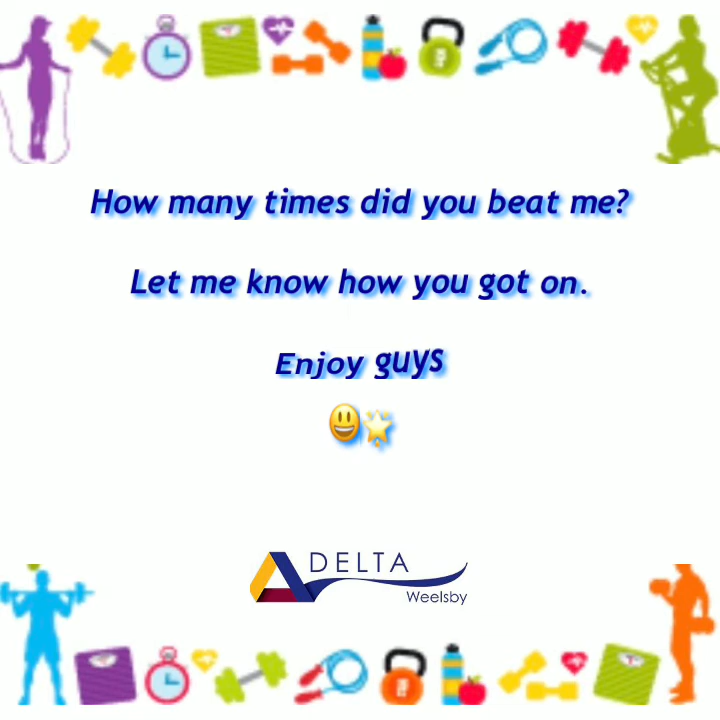 How many times did you beat me?
Let me know how you got on.
Enjoy guys
DELTA
Weelsby